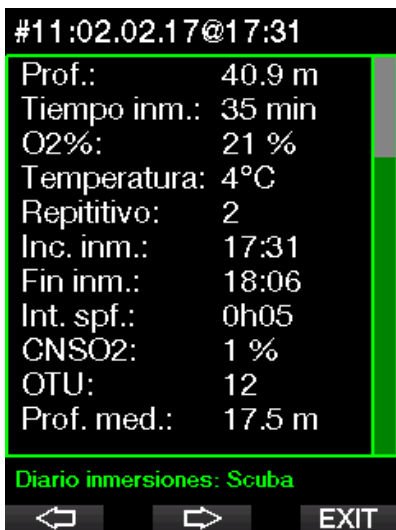 #11:02.02.17@17:31
Prof.: 40.9 m
Tiempo inm.: 35 min
O2%: 21 %
Temperatura: 4°C
Repititivo: 2
Inc. inm.: 17:31
Fin inm.: 18:06
Int. spf.: 0h05
CNSO2: 1 %
OTU: 12
Prof. med.: 17.5 m
Diario inmersiones: Scuba
EXIT